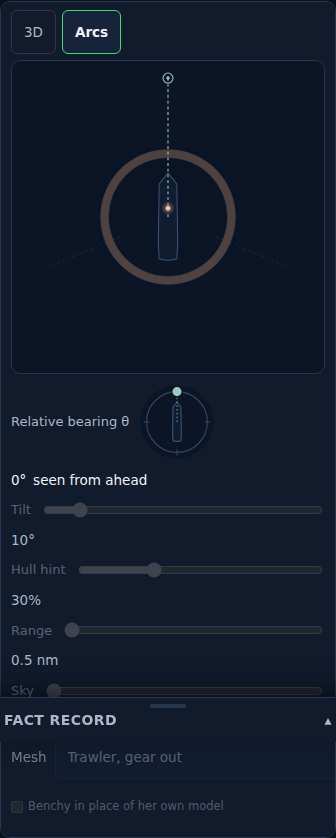 3D Arcs
Relative bearing θ
0° seen from ahead
Tilt
10°
Hull hint
30%
Range
0.5 nm
Sky
FACT RECORD ▲
Mesh Trawler, gear out
Benchy in place of her own model